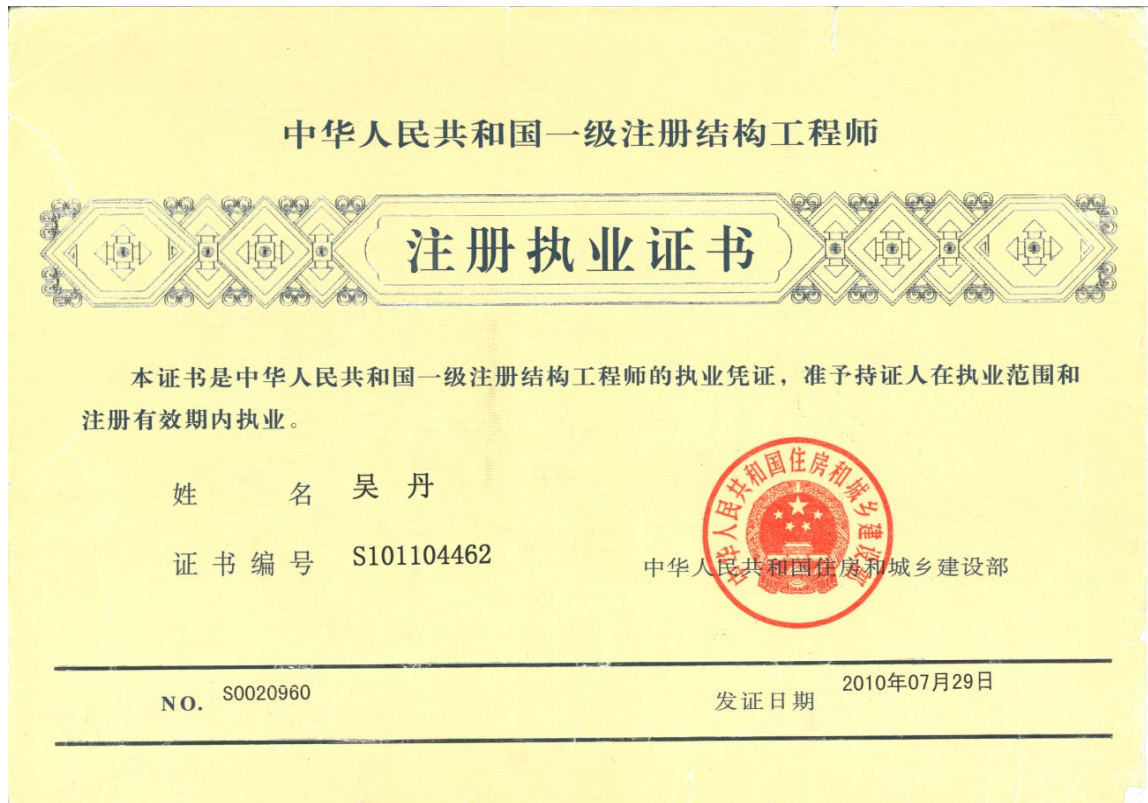 中华人民共和国一级注册结构工程师
注册执业证书
本证书是中华人民共和国一级注册结构工程师的执业凭证，准予持证人在执业范围和
注册有效期内执业。
姓 名 吴 丹
证书编号 S101104462
中华人民共和国住房和城乡建设部
中华人民共和国住房和城乡建设部
NO. S0020960
发证日期 2010年07月29日